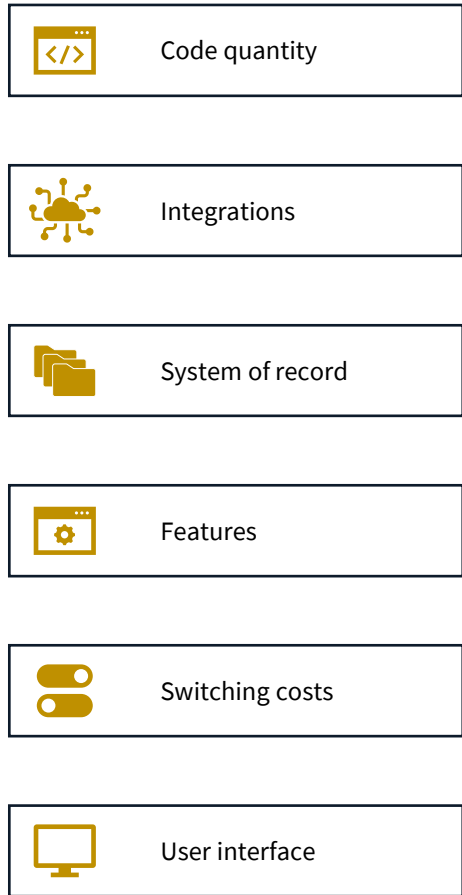 Code quantity
Integrations
System of record
Features
Switching costs
User interface